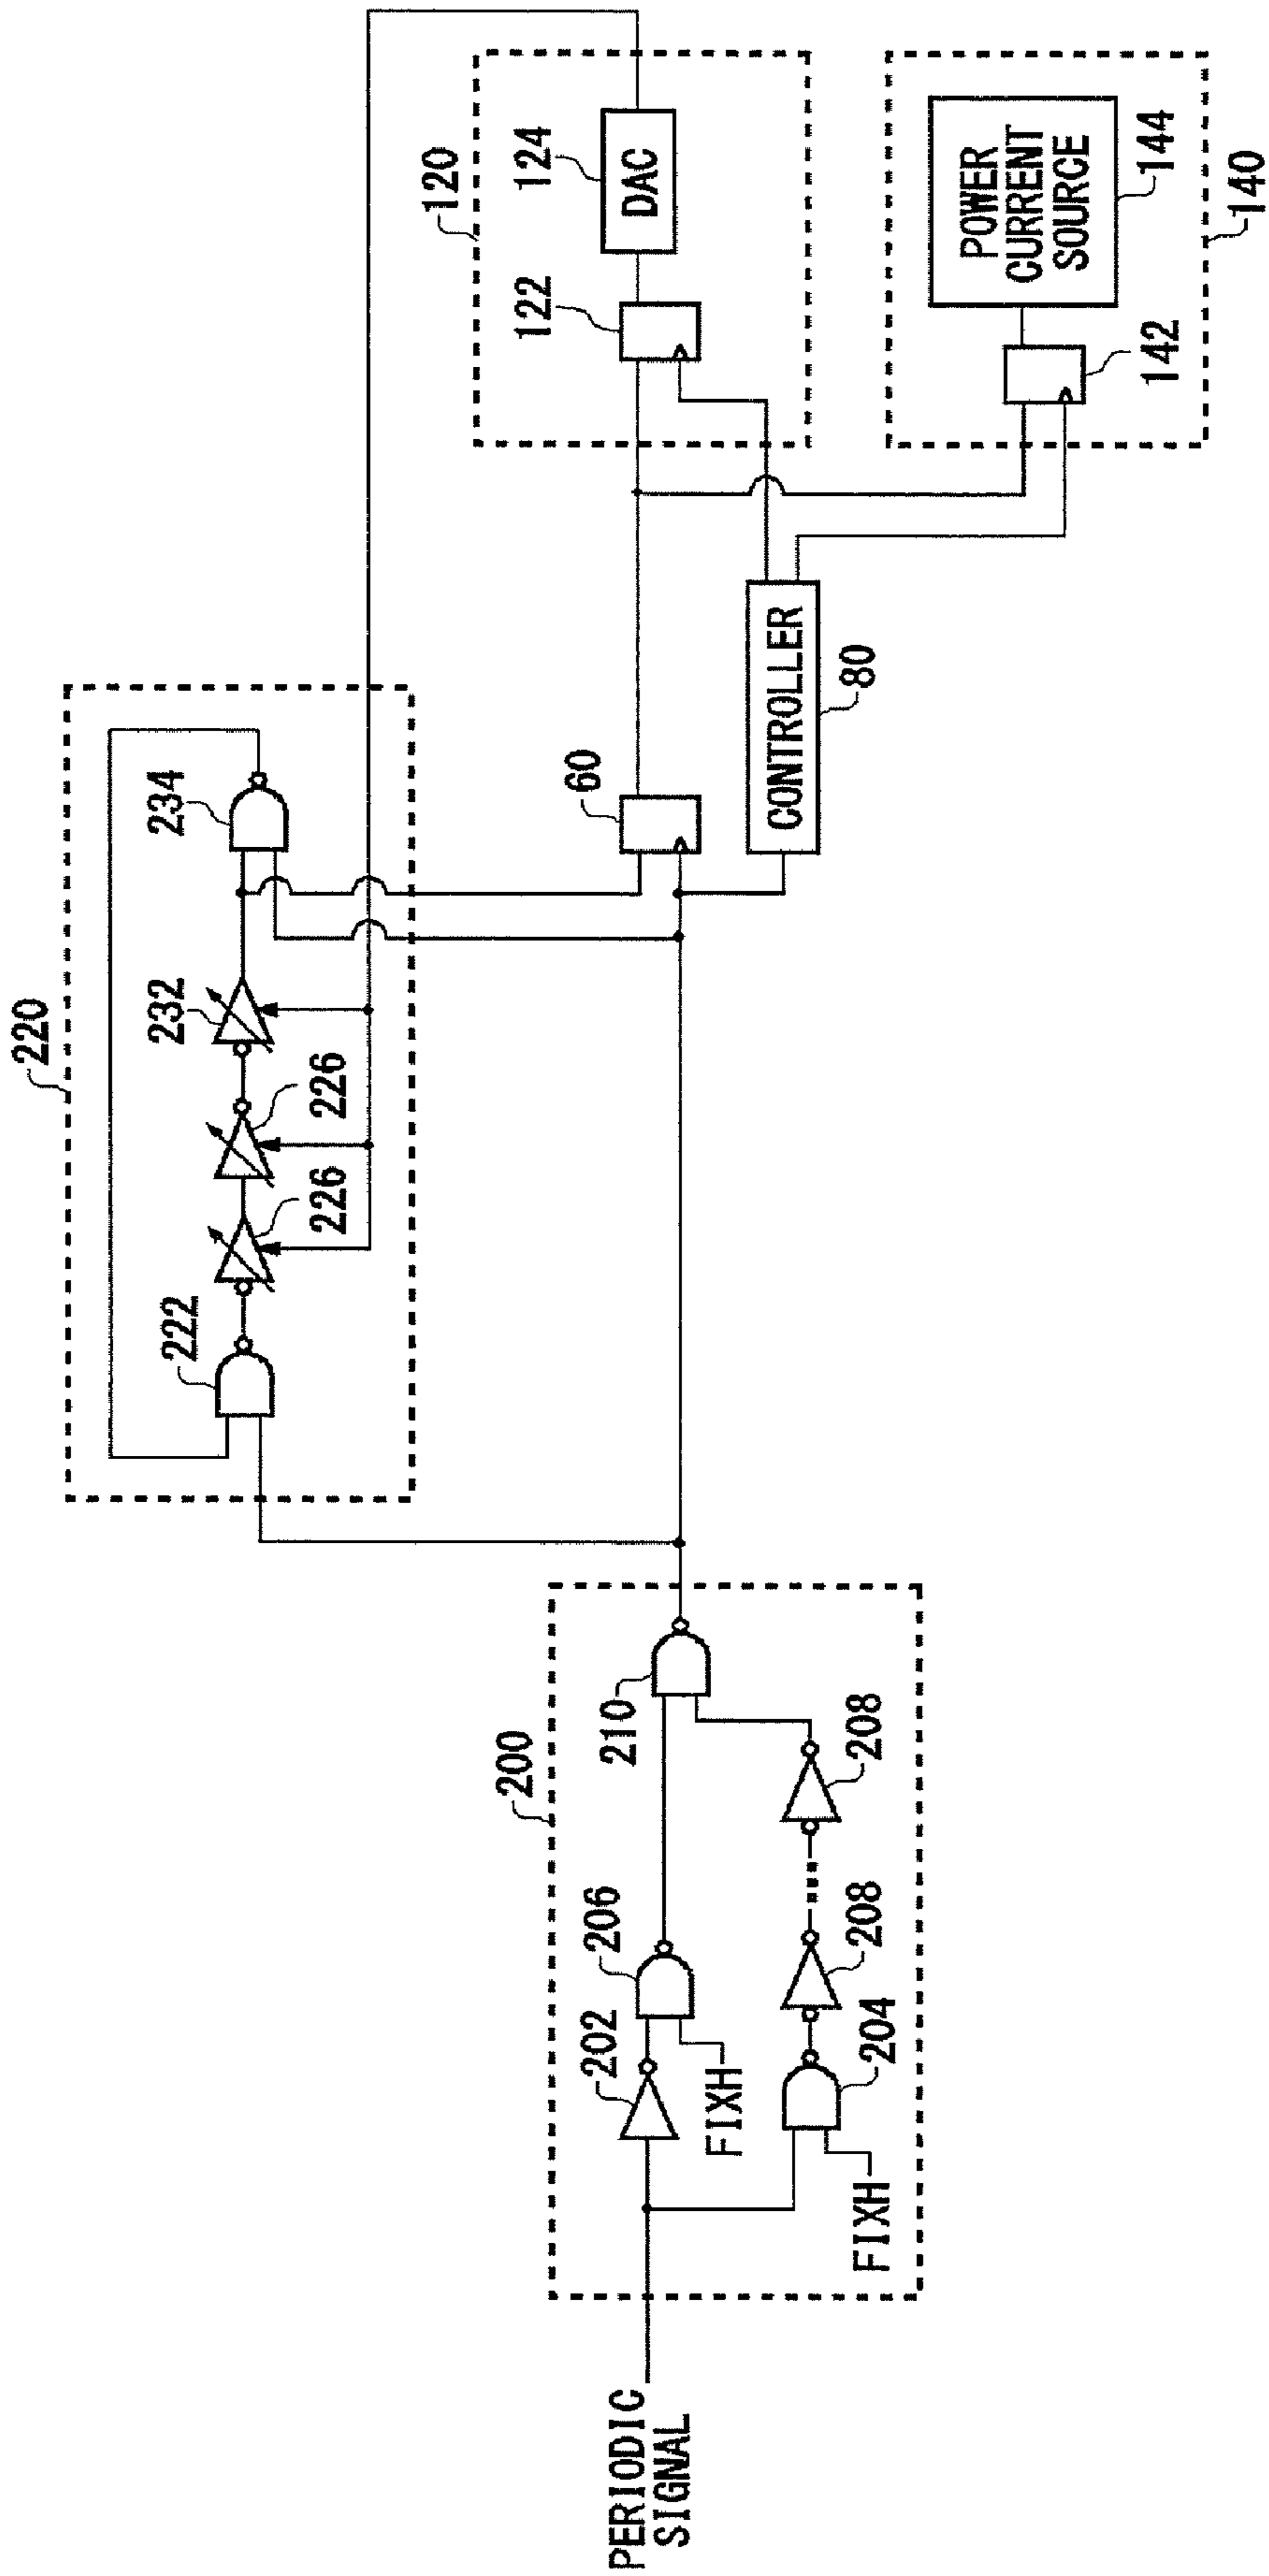 220
222
226
226
232
234
60
120
122
124
DAC
CONTROLLER
80
POWER
CURRENT
SOURCE
144
142
140
200
202
206
210
FIXH
204
208
208
FIXH
PERIODIC
SIGNAL